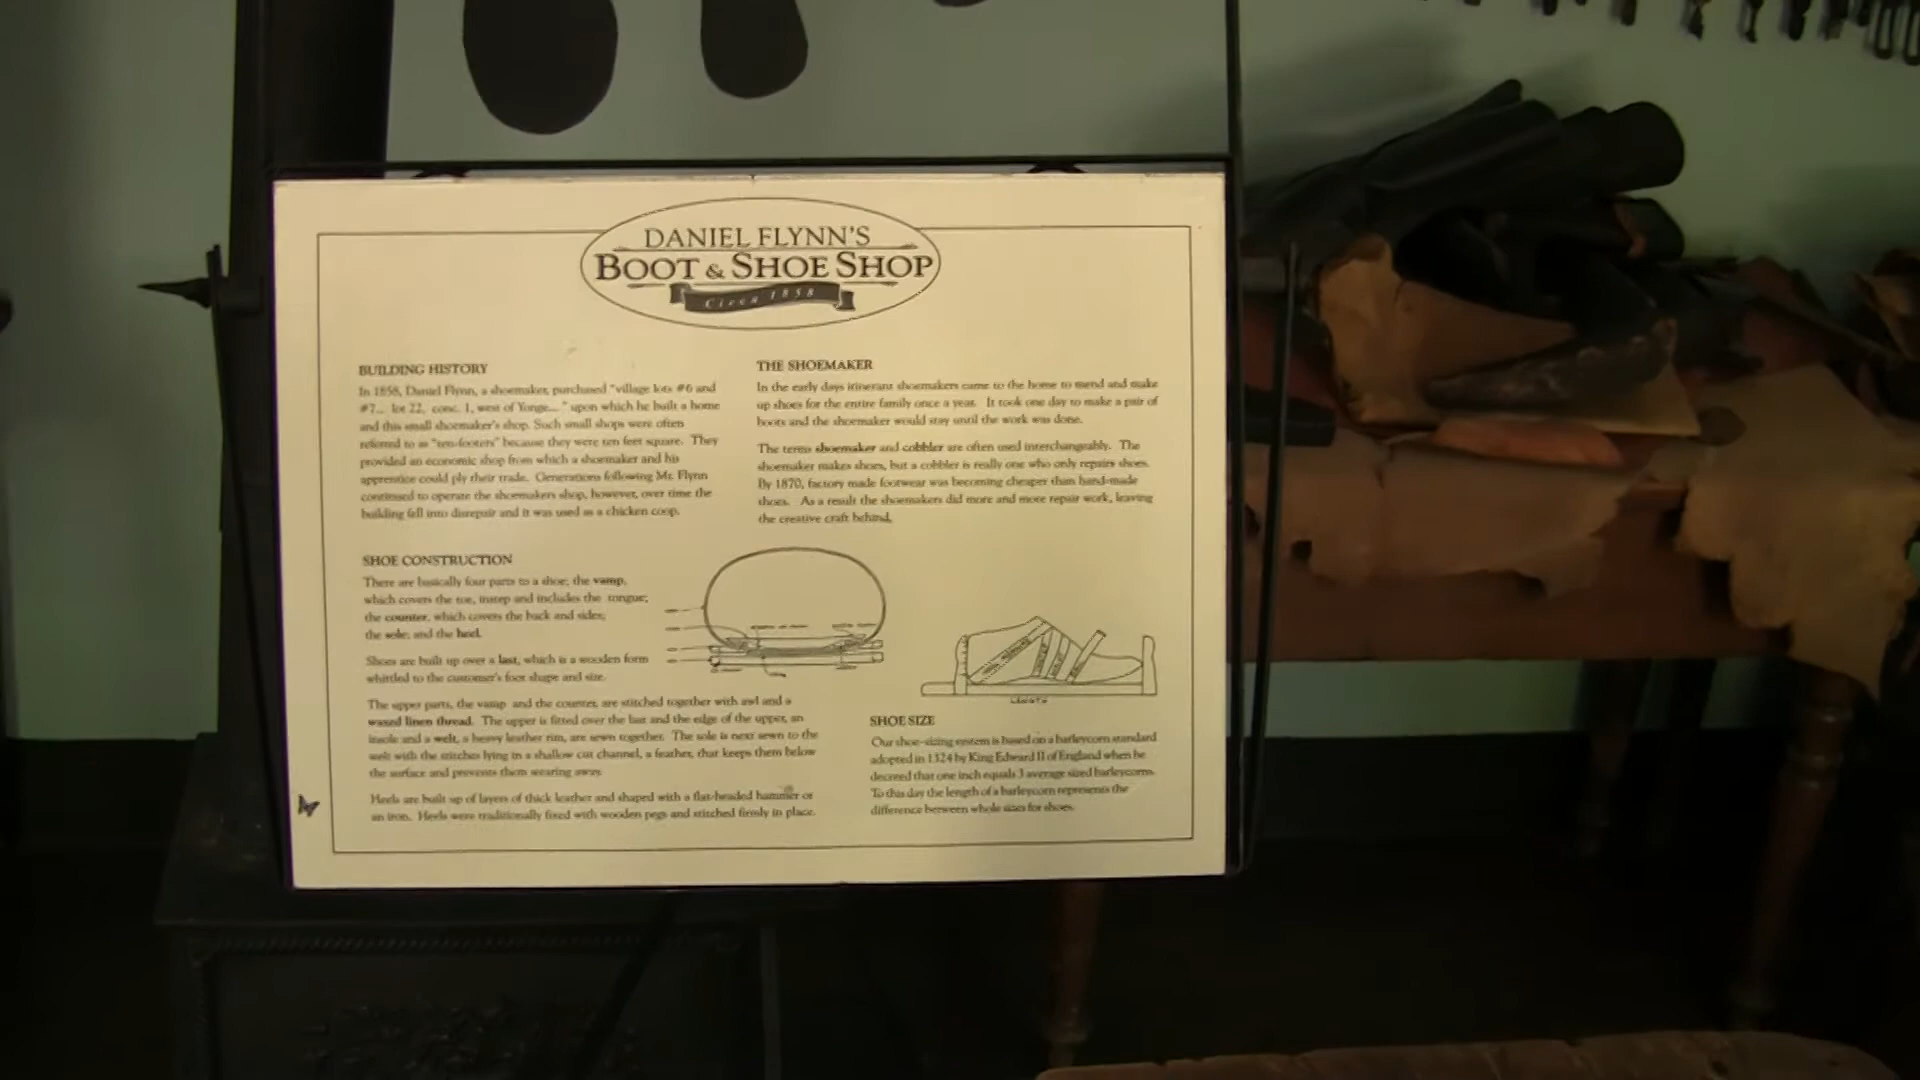 DANIEL FLYNN'S
BOOT & SHOE SHOP
Circa 1858
BUILDING HISTORY
In 1858, Daniel Flynn, a shoemaker, purchased "village lots #6 and
#7... lot 22, conc. 1, west of Yonge... " upon which he built a home
and this small shoemaker's shop. Such small shops were often
referred to as "ten-footers" because they were ten feet square. They
provided an economic shop from which a shoemaker and his
apprentice could ply their trade. Generations following Mr. Flynn
continued to operate the shoemakers shop, however, over time the
building fell into disrepair and it was used as a chicken coop.
THE SHOEMAKER
In the early days itinerant shoemakers came to the home to mend and make
up shoes for the entire family once a year. It took one day to make a pair of
boots and the shoemaker would stay until the work was done.
The terms shoemaker and cobbler are often used interchangeably. The
shoemaker makes shoes, but a cobbler is really one who only repairs shoes.
By 1870, factory made footwear was becoming cheaper than hand-made
shoes. As a result the shoemakers did more and more repair work, leaving
the creative craft behind.
SHOE CONSTRUCTION
There are basically four parts to a shoe; the vamp,
which covers the toe, instep and includes the tongue;
the counter, which covers the back and sides;
the sole; and the heel.
Shoes are built up over a last, which is a wooden form
whittled to the customer's foot shape and size.
The upper parts, the vamp and the counter, are stitched together with awl and a
waxed linen thread. The upper is fitted over the last and the edge of the upper, an
insole and a welt, a heavy leather rim, are sewn together. The sole is next sewn to the
welt with the stitches lying in a shallow cut channel, a feather, that keeps them below
the surface and prevents them wearing away.
Heels are built up of layers of thick leather and shaped with a flat-headed hammer or
an iron. Heels were traditionally fixed with wooden pegs and stitched firmly in place.
LENGTH
SHOE SIZE
Our shoe-sizing system is based on a barleycorn standard
adopted in 1324 by King Edward II of England when he
decreed that one inch equals 3 average sized barleycorns.
To this day the length of a barleycorn represents the
difference between whole sizes for shoes.